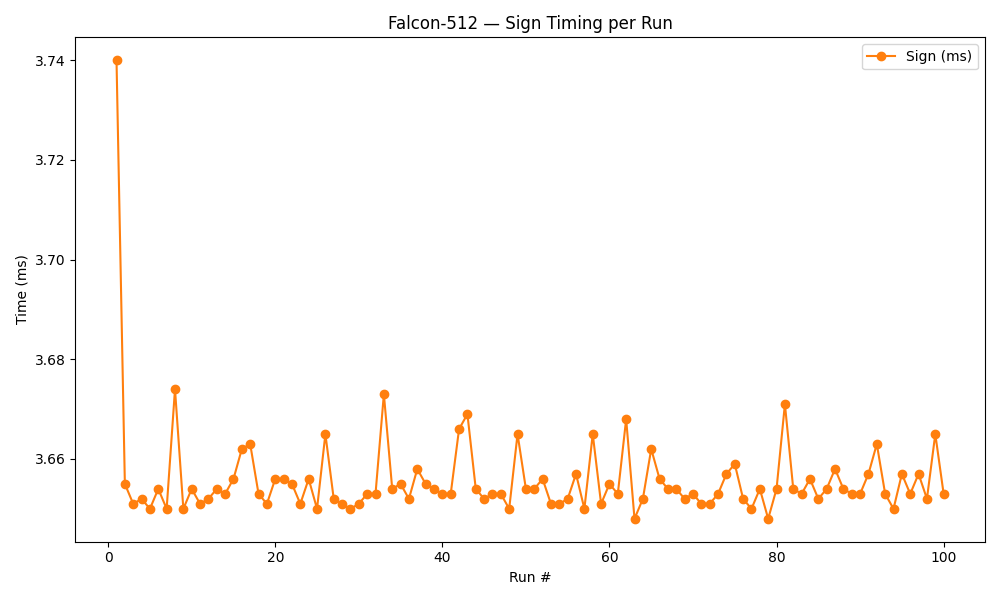 Falcon-512 — Sign Timing per Run
Sign (ms)
Time (ms)
3.74
3.72
3.70
3.68
3.66
0 20 40 60 80 100
Run #